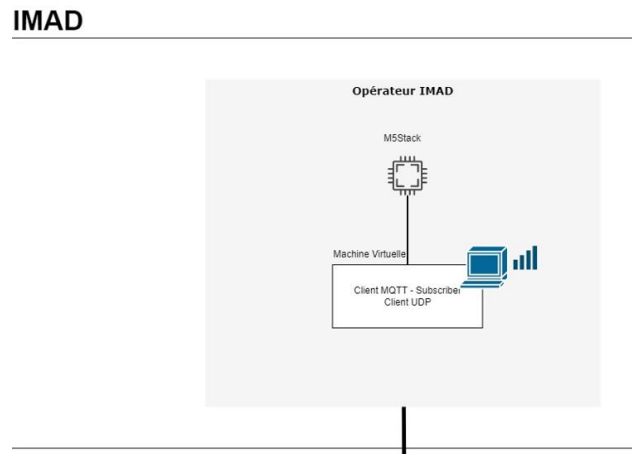 IMAD
Opérateur IMAD
M5Stack
Machine Virtuelle
Client MQTT - Subscriber
Client UDP